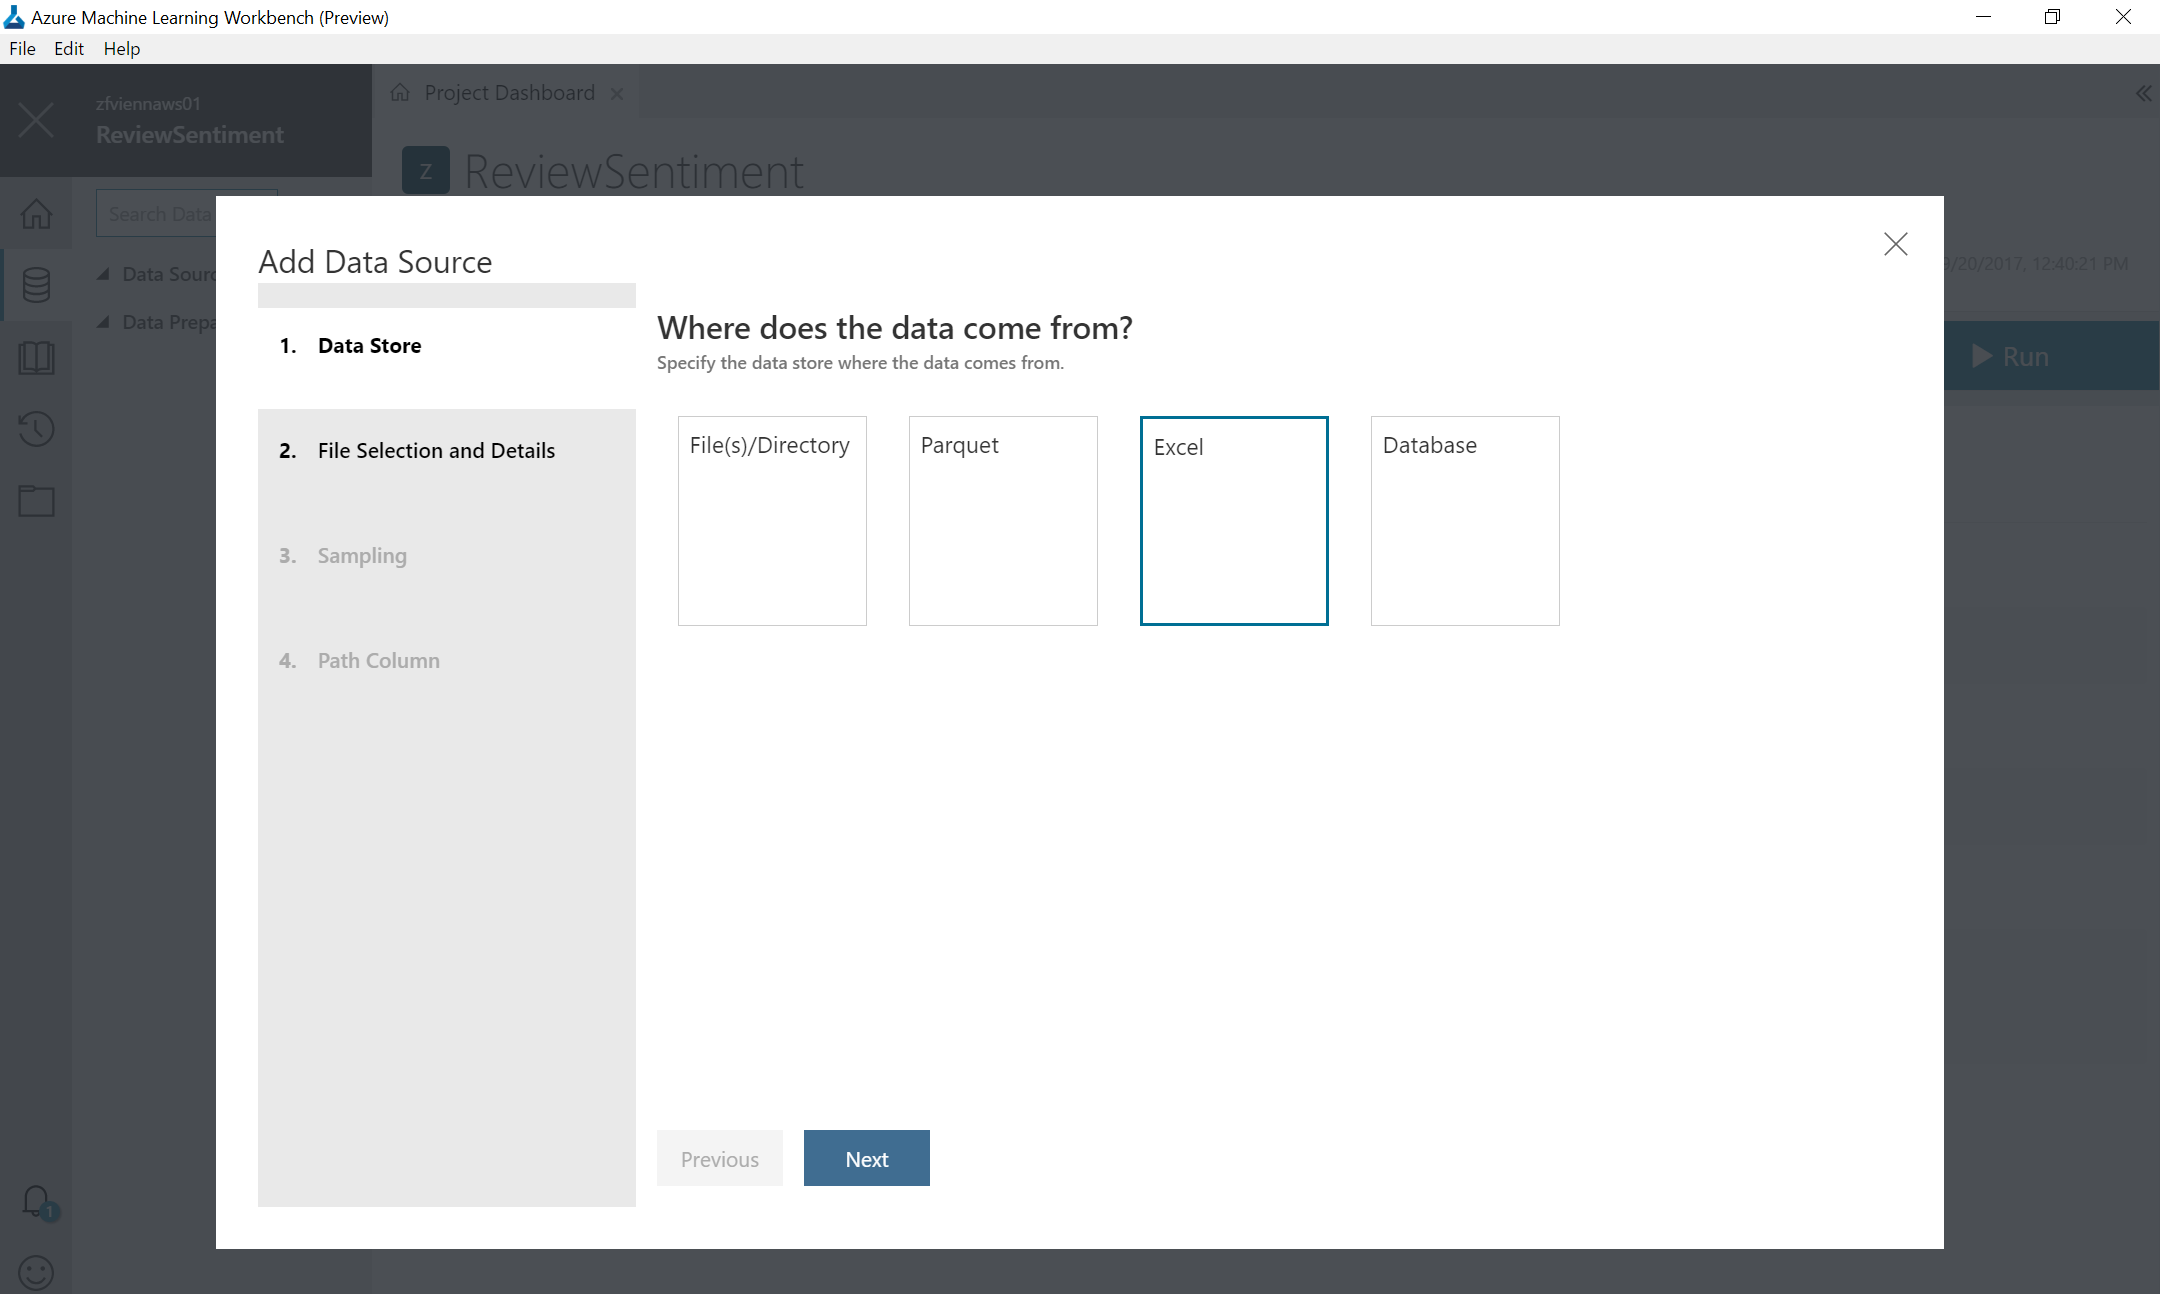 Azure Machine Learning Workbench (Preview)
File Edit Help
zfviennaws01
ReviewSentiment
Project Dashboard
Z ReviewSentiment
Search Data
Data Sourc
Data Prepa
9/20/2017, 12:40:21 PM
Run
Add Data Source
1. Data Store
2. File Selection and Details
3. Sampling
4. Path Column
Where does the data come from?
Specify the data store where the data comes from.
File(s)/Directory
Parquet
Excel
Database
Previous
Next
1